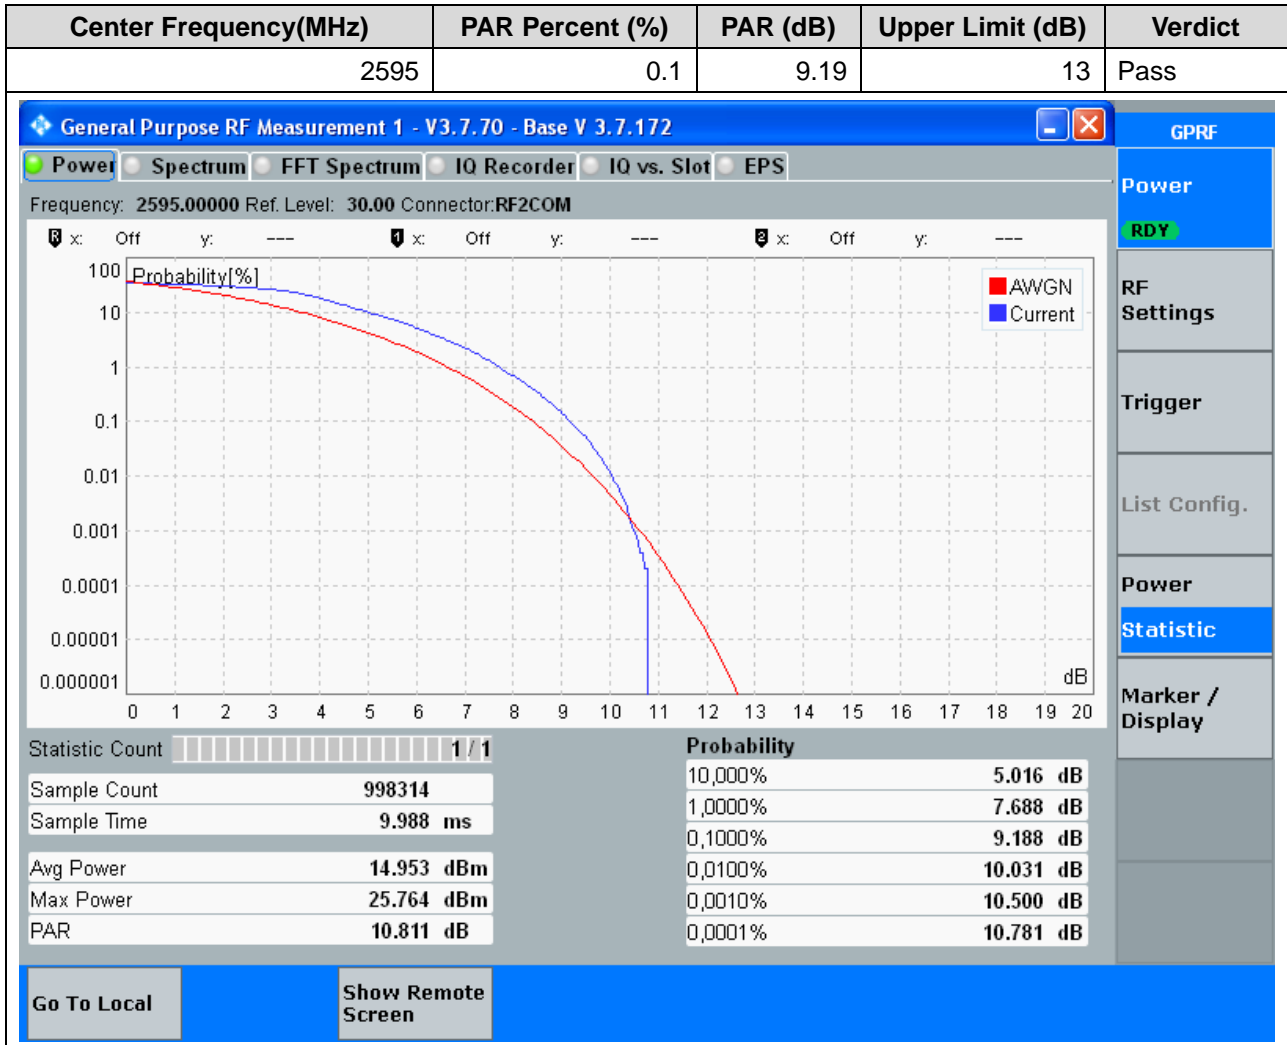 Center Frequency(MHz) PAR Percent (%) PAR (dB) Upper Limit (dB) Verdict
2595 0.1 9.19 13 Pass
General Purpose RF Measurement 1 - V3.7.70 - Base V 3.7.172
GPRF
Power Spectrum FFT Spectrum IQ Recorder IQ vs. Slot EPS
Frequency: 2595.00000 Ref. Level: 30.00 Connector:RF2COM
R x: Off y: --- 1 x: Off y: --- 2 x: Off y: ---
Probability[%]
100
10
1
0.1
0.01
0.001
0.0001
0.00001
0.000001
AWGN
Current
dB
0 1 2 3 4 5 6 7 8 9 10 11 12 13 14 15 16 17 18 19 20
Statistic Count 1 / 1
Sample Count 998314
Sample Time 9.988 ms
Avg Power 14.953 dBm
Max Power 25.764 dBm
PAR 10.811 dB
Probability
10,000% 5.016 dB
1,0000% 7.688 dB
0,1000% 9.188 dB
0,0100% 10.031 dB
0,0010% 10.500 dB
0,0001% 10.781 dB
Power
RDY
RF
Settings
Trigger
List Config.
Power
Statistic
Marker /
Display
Go To Local
Show Remote
Screen